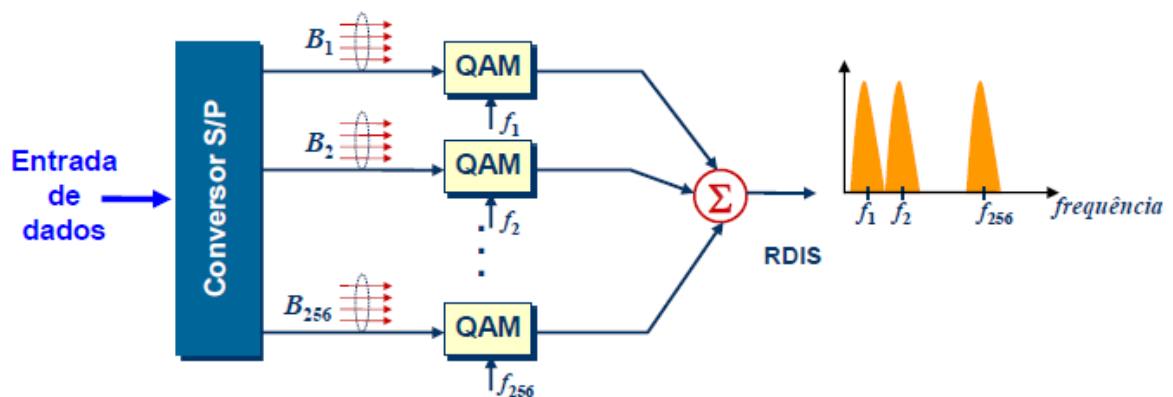 Entrada
de
dados
Conversor S/P
B1
QAM
f1
B2
QAM
f2
B256
QAM
f256
Σ
RDIS
f1 f2 f256 frequência